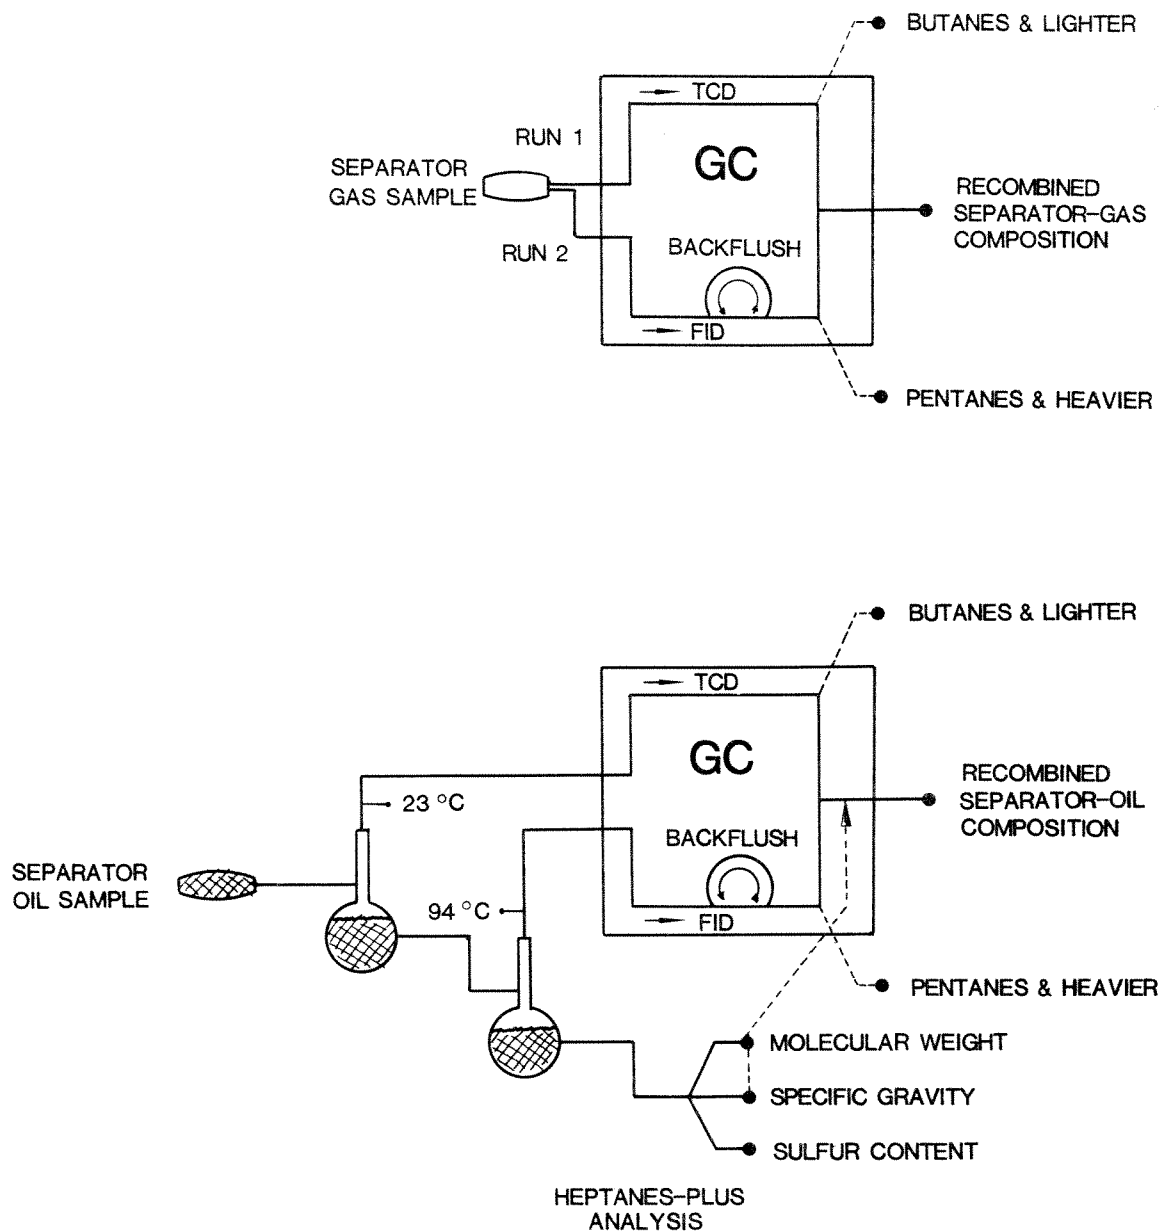 BUTANES & LIGHTER
TCD
RUN 1
GC
SEPARATOR
GAS SAMPLE
RECOMBINED
SEPARATOR-GAS
COMPOSITION
RUN 2
BACKFLUSH
FID
PENTANES & HEAVIER
BUTANES & LIGHTER
TCD
GC
23 °C
RECOMBINED
SEPARATOR-OIL
COMPOSITION
BACKFLUSH
SEPARATOR
OIL SAMPLE
94 °C
FID
PENTANES & HEAVIER
MOLECULAR WEIGHT
SPECIFIC GRAVITY
SULFUR CONTENT
HEPTANES-PLUS
ANALYSIS